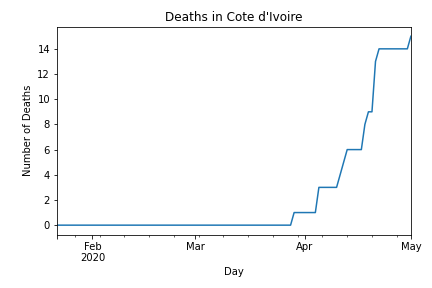 Deaths in Cote d'Ivoire
Number of Deaths
14
12
10
8
6
4
2
0
Feb
2020
Mar
Apr
May
Day